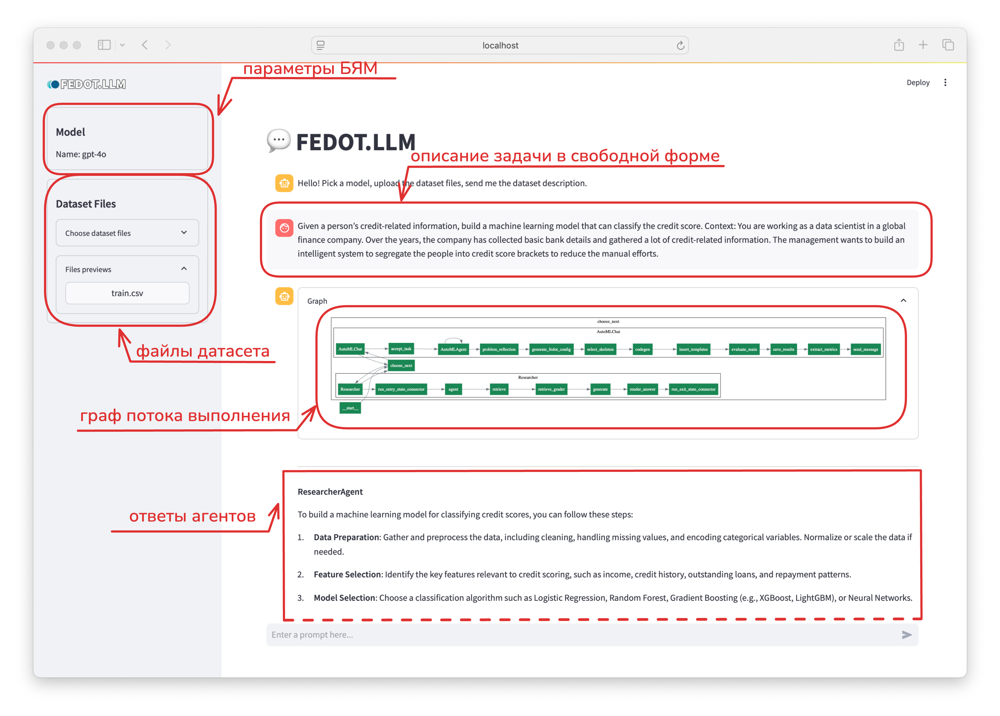 localhost
параметры БЯМ
FEDOT.LLM
Deploy
Model
Name: gpt-4o
FEDOT.LLM
описание задачи в свободной форме
Hello! Pick a model, upload the dataset files, send me the dataset description.
Dataset Files
Choose dataset files
Files previews
train.csv
файлы датасета
Given a person’s credit-related information, build a machine learning model that can classify the credit score. Context: You are working as a data scientist in a global
finance company. Over the years, the company has collected basic bank details and gathered a lot of credit-related information. The management wants to build an
intelligent system to segregate the people into credit score brackets to reduce the manual efforts.
Graph
choose_next
AutoMLChat
AutoMLChat accept_task AutoMLAgent problem_reflection generate_fedot_config select_skeleton codegen insert_templates evaluate_main save_results extract_metrics send_message
choose_next
Researcher
Researcher run_entry_state_connector agent retrieve retrieve_grader generate render_answer run_exit_state_connector
__start__
граф потока выполнения
ResearcherAgent
To build a machine learning model for classifying credit scores, you can follow these steps:
ответы агентов
1. Data Preparation: Gather and preprocess the data, including cleaning, handling missing values, and encoding categorical variables. Normalize or scale the data if
needed.
2. Feature Selection: Identify the key features relevant to credit scoring, such as income, credit history, outstanding loans, and repayment patterns.
3. Model Selection: Choose a classification algorithm such as Logistic Regression, Random Forest, Gradient Boosting (e.g., XGBoost, LightGBM), or Neural Networks.
Enter a prompt here...